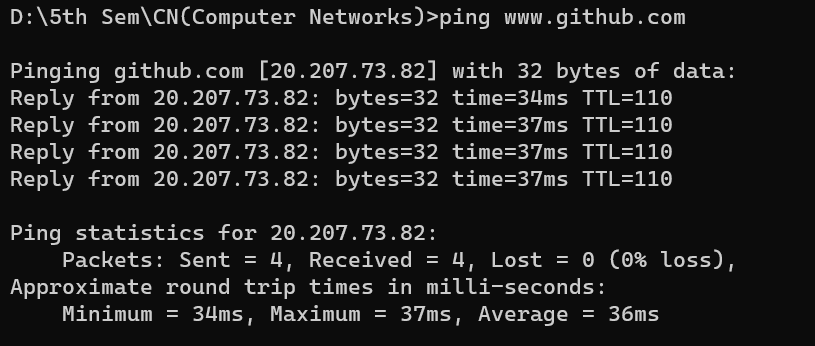 D:\5th Sem\CN(Computer Networks)>ping www.github.com
Pinging github.com [20.207.73.82] with 32 bytes of data:
Reply from 20.207.73.82: bytes=32 time=34ms TTL=110
Reply from 20.207.73.82: bytes=32 time=37ms TTL=110
Reply from 20.207.73.82: bytes=32 time=37ms TTL=110
Reply from 20.207.73.82: bytes=32 time=37ms TTL=110
Ping statistics for 20.207.73.82:
Packets: Sent = 4, Received = 4, Lost = 0 (0% loss),
Approximate round trip times in milli-seconds:
Minimum = 34ms, Maximum = 37ms, Average = 36ms